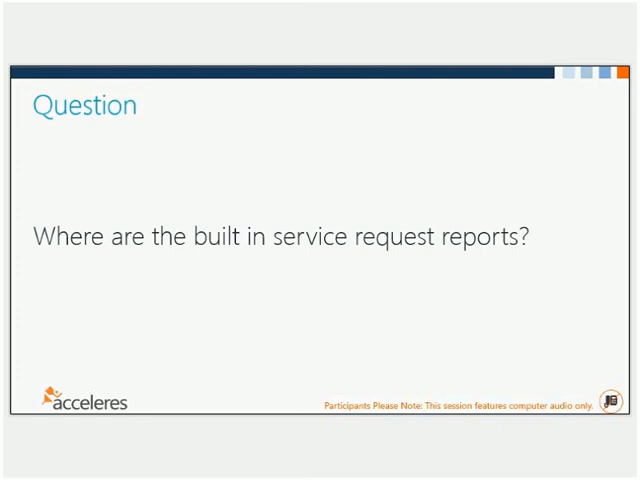 Question
Where are the built in service request reports?
acceleres
Participants Please Note: This session features computer audio only.